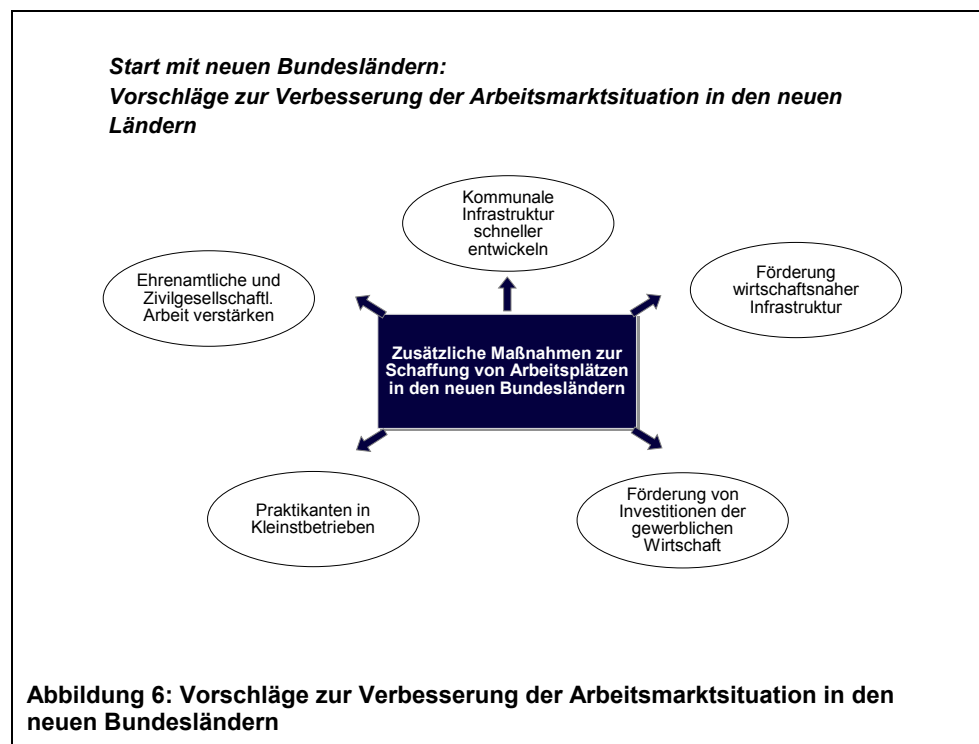 Start mit neuen Bundesländern:
Vorschläge zur Verbesserung der Arbeitsmarktsituation in den neuen
Ländern
Kommunale
Infrastruktur
schneller
entwickeln
Ehrenamtliche und
Zivilgesellschaftl.
Arbeit verstärken
Förderung
wirtschaftsnaher
Infrastruktur
Zusätzliche Maßnahmen zur
Schaffung von Arbeitsplätzen
in den neuen Bundesländern
Praktikanten in
Kleinstbetrieben
Förderung von
Investitionen der
gewerblichen
Wirtschaft
Abbildung 6: Vorschläge zur Verbesserung der Arbeitsmarktsituation in den
neuen Bundesländern